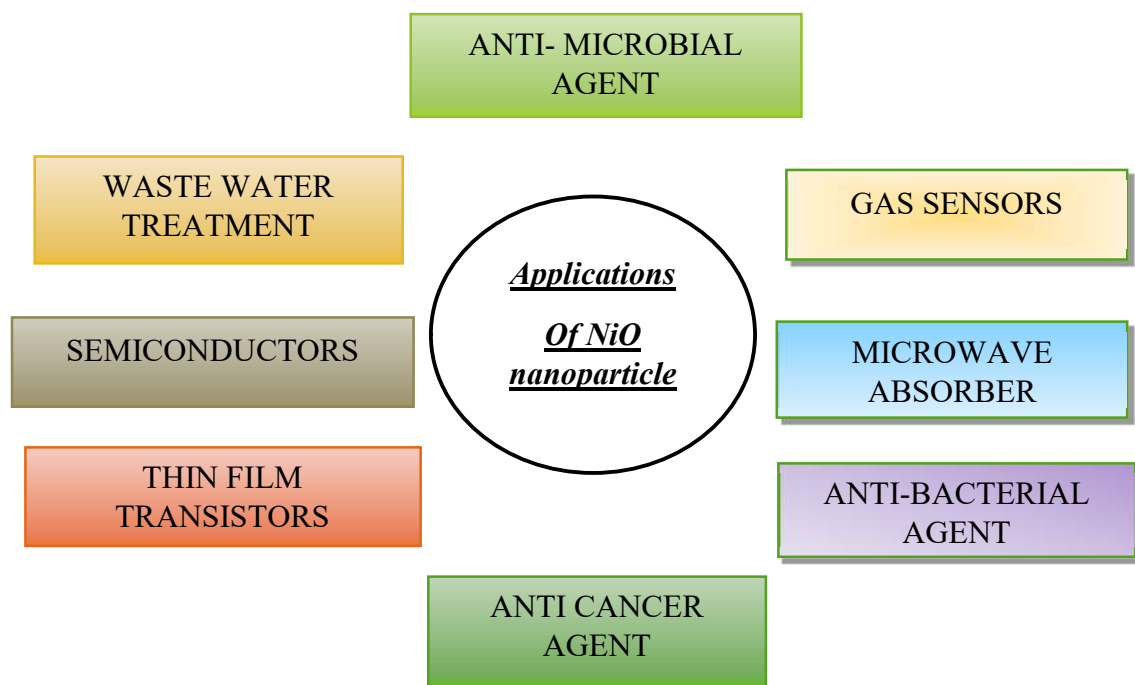 ANTI- MICROBIAL
AGENT
WASTE WATER
TREATMENT
GAS SENSORS
Applications
Of NiO
nanoparticle
SEMICONDUCTORS
MICROWAVE
ABSORBER
THIN FILM
TRANSISTORS
ANTI-BACTERIAL
AGENT
ANTI CANCER
AGENT